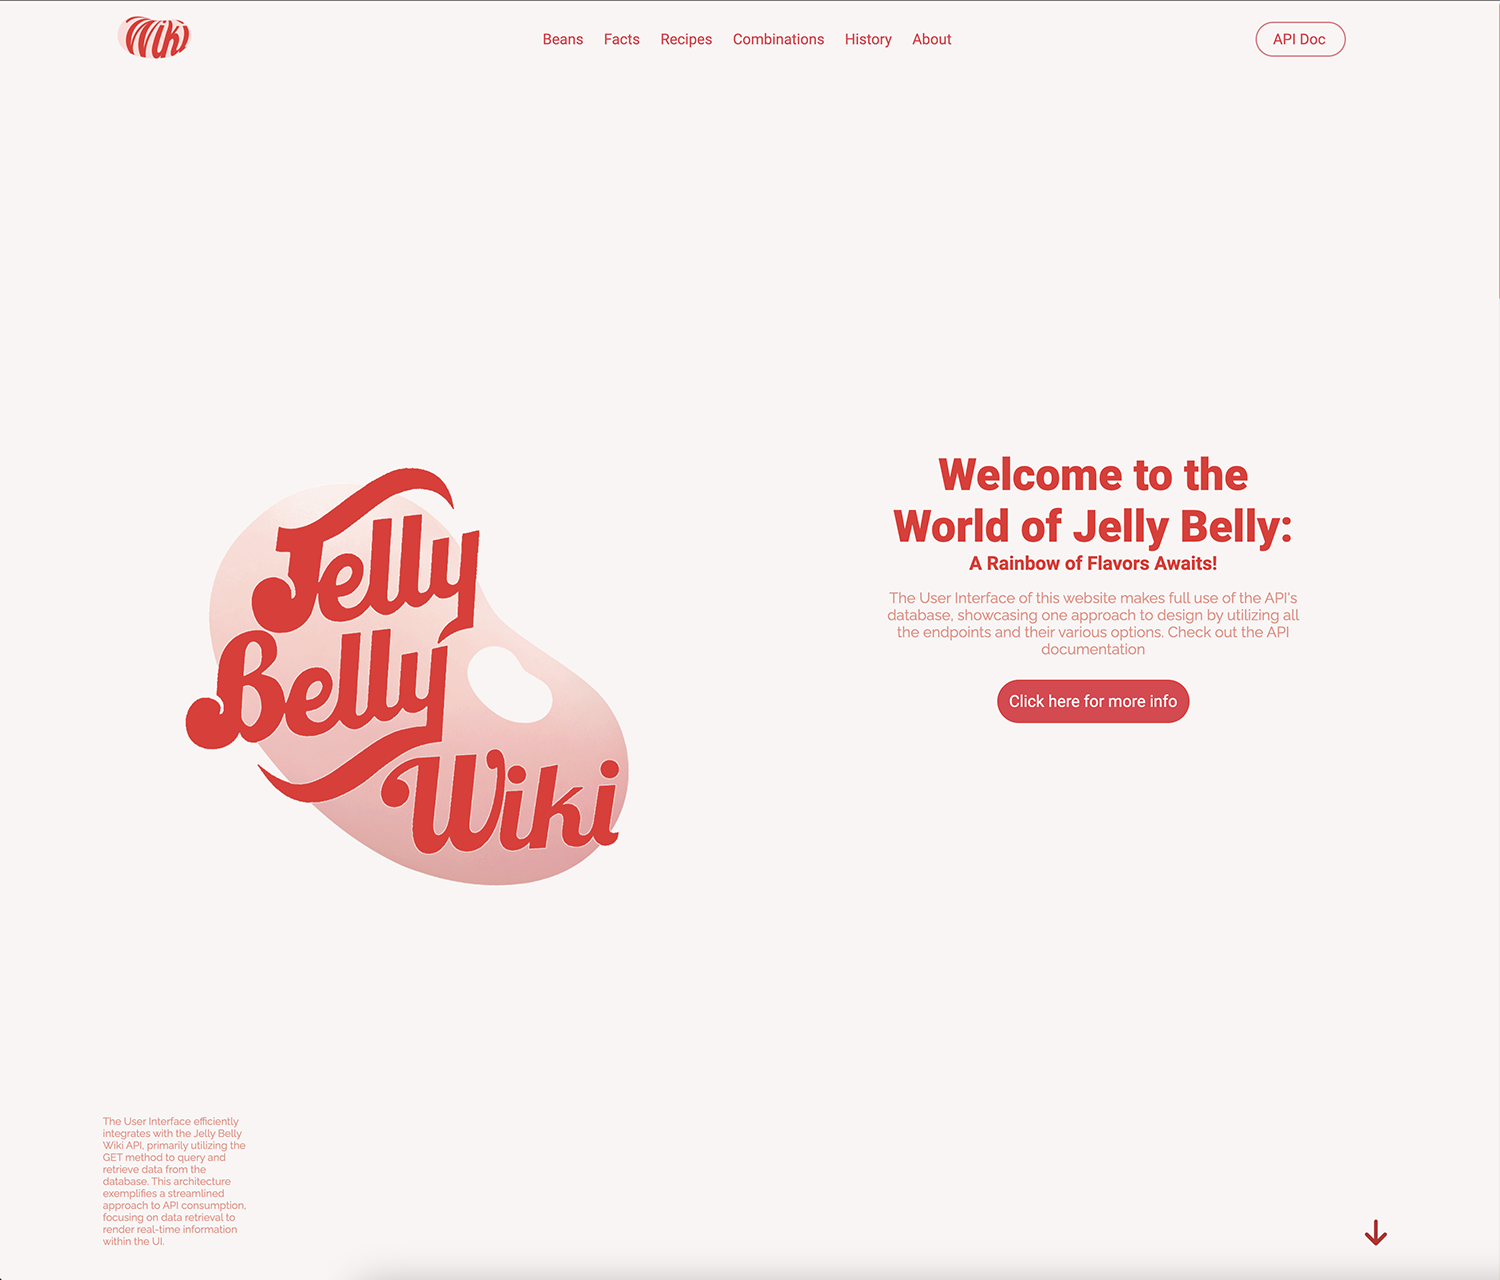 Wiki
Beans Facts Recipes Combinations History About
API Doc
Jelly
Belly
Wiki
Welcome to the
World of Jelly Belly:
A Rainbow of Flavors Awaits!
The User Interface of this website makes full use of the API's
database, showcasing one approach to design by utilizing all
the endpoints and their various options. Check out the API
documentation
Click here for more info
The User Interface efficiently
integrates with the Jelly Belly
Wiki API, primarily utilizing the
GET method to query and
retrieve data from the
database. This architecture
exemplifies a streamlined
approach to API consumption,
focusing on data retrieval to
render real-time information
within the UI.